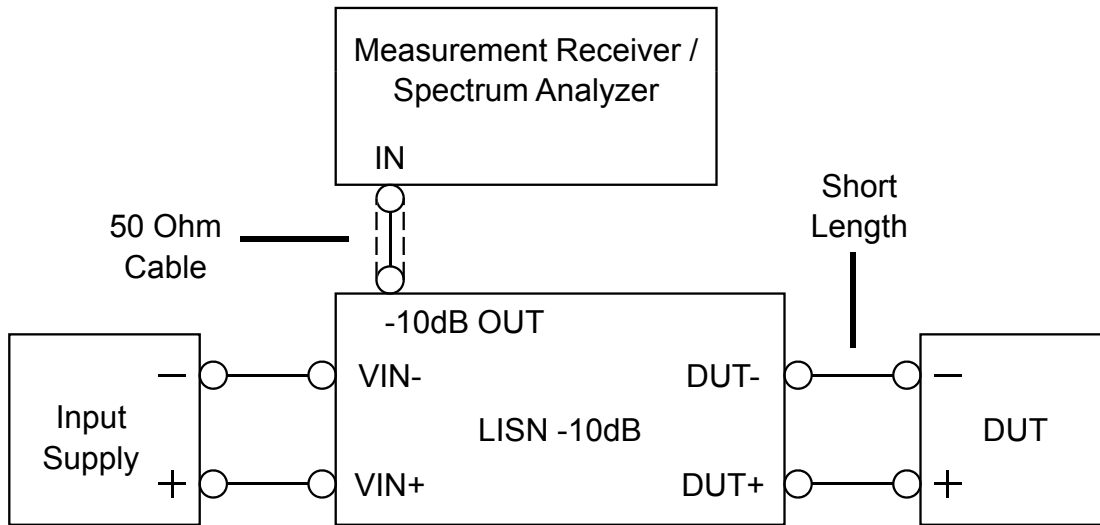 Measurement Receiver /
Spectrum Analyzer
IN
50 Ohm
Cable
Short
Length
-10dB OUT
Input
Supply
−
+
VIN-
VIN+
LISN -10dB
DUT-
DUT+
−
+
DUT